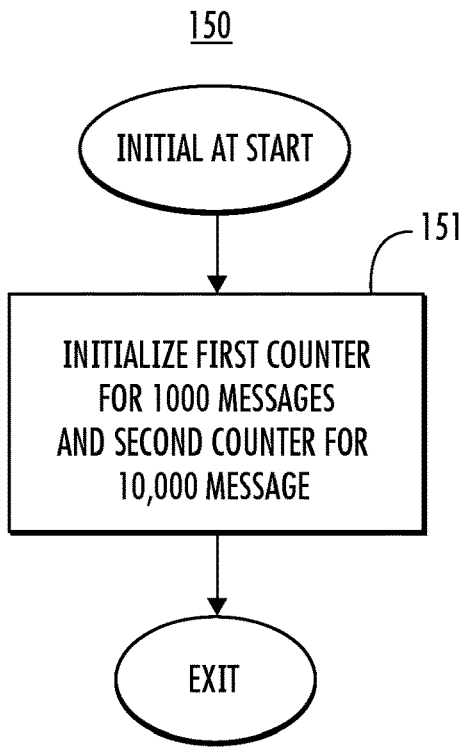 150
INITIAL AT START
151
INITIALIZE FIRST COUNTER
FOR 1000 MESSAGES
AND SECOND COUNTER FOR
10,000 MESSAGE
EXIT